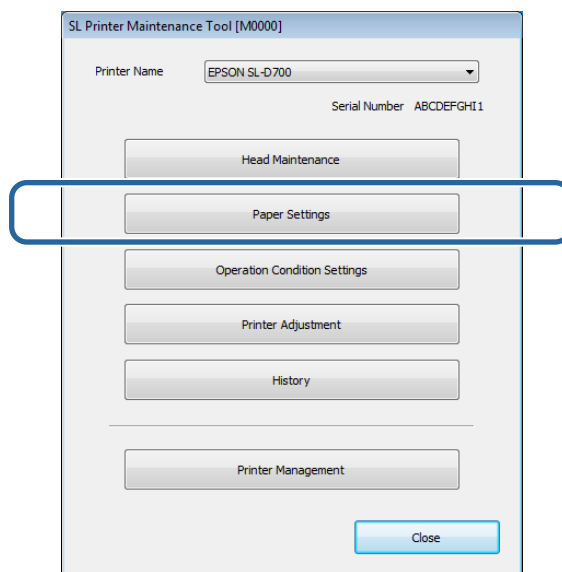 SL Printer Maintenance Tool [M0000]
Printer Name EPSON SL-D700
Serial Number ABCDEFGHI1
Head Maintenance
Paper Settings
Operation Condition Settings
Printer Adjustment
History
Printer Management
Close